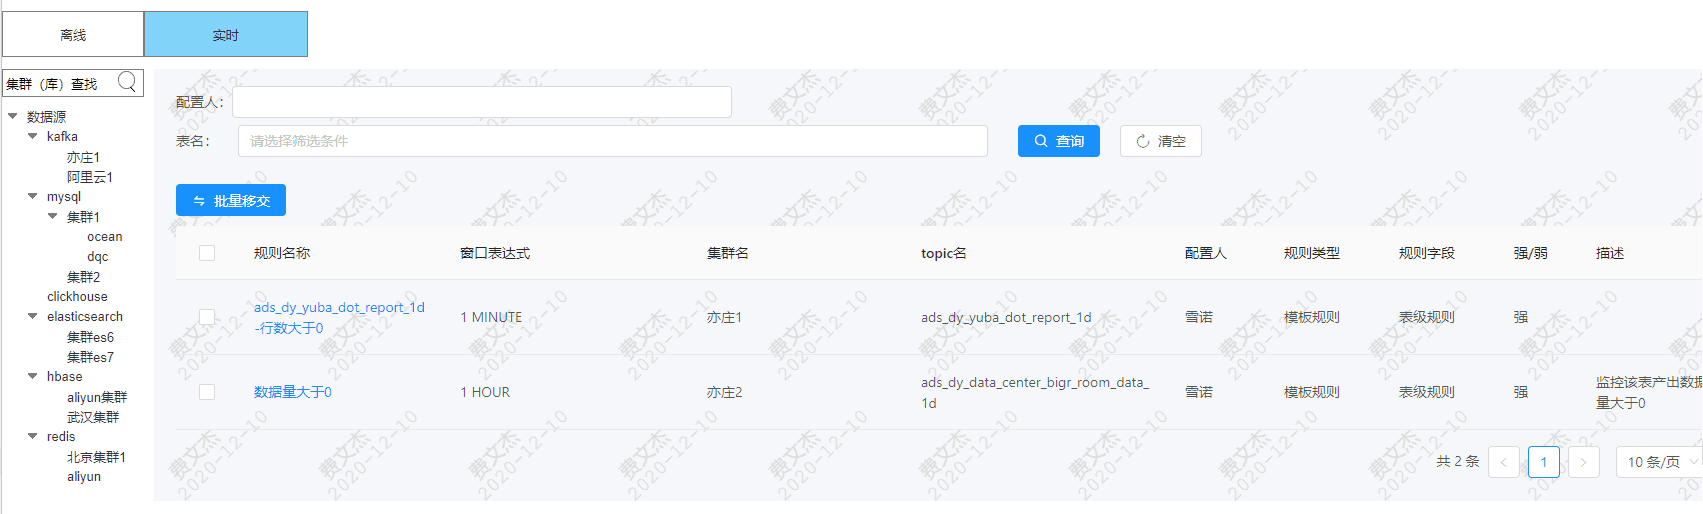 离线
实时
集群（库）查找
数据源
kafka
亦庄1
阿里云1
mysql
集群1
ocean
dqc
集群2
clickhouse
elasticsearch
集群es6
集群es7
hbase
aliyun集群
武汉集群
redis
北京集群1
aliyun
配置人：
表名：
请选择筛选条件
查询
清空
批量移交
规则名称 窗口表达式 集群名 topic名 配置人 规则类型 规则字段 强/弱 描述
ads_dy_yuba_dot_report_1d
-行数大于0
1 MINUTE
亦庄1
ads_dy_yuba_dot_report_1d
雪诺
模板规则
表级规则
强
数据量大于0
1 HOUR
亦庄2
ads_dy_data_center_bigr_room_data_
1d
雪诺
模板规则
表级规则
强
监控该表产出数据
量大于0
共 2 条
1
10 条/页
费文杰
2020-12-10